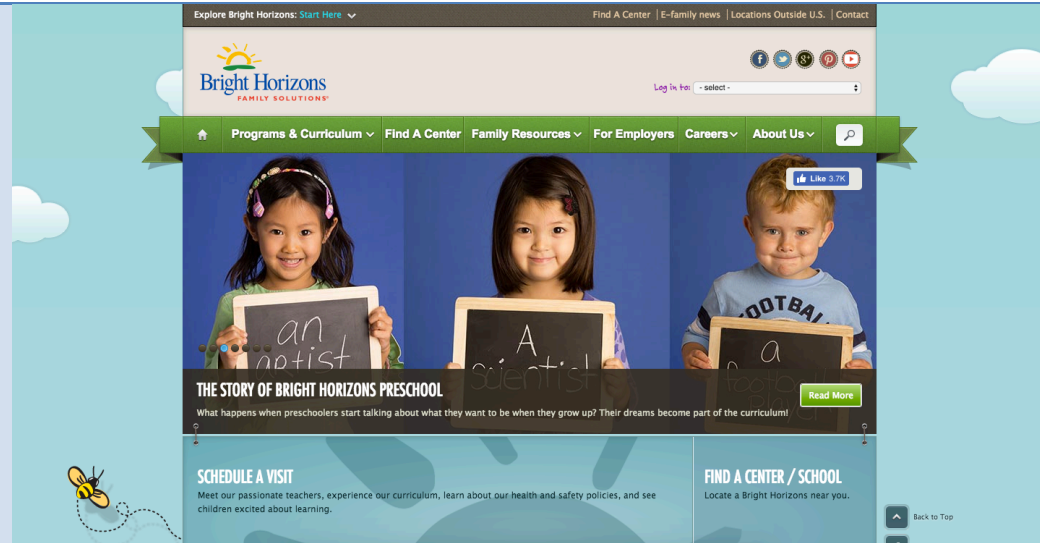 Explore Bright Horizons: Start Here
Find A Center | E-family news | Locations Outside U.S. | Contact
Bright Horizons
FAMILY SOLUTIONS®
Log in to: - select -
Programs & Curriculum
Find A Center
Family Resources
For Employers
Careers
About Us
Like 3.7K
an
artist
A
scientist
FOOTBALL
a
football
player
THE STORY OF BRIGHT HORIZONS PRESCHOOL
What happens when preschoolers start talking about what they want to be when they grow up? Their dreams become part of the curriculum!
Read More
SCHEDULE A VISIT
Meet our passionate teachers, experience our curriculum, learn about our health and safety policies, and see
children excited about learning.
FIND A CENTER / SCHOOL
Locate a Bright Horizons near you.
Back to Top